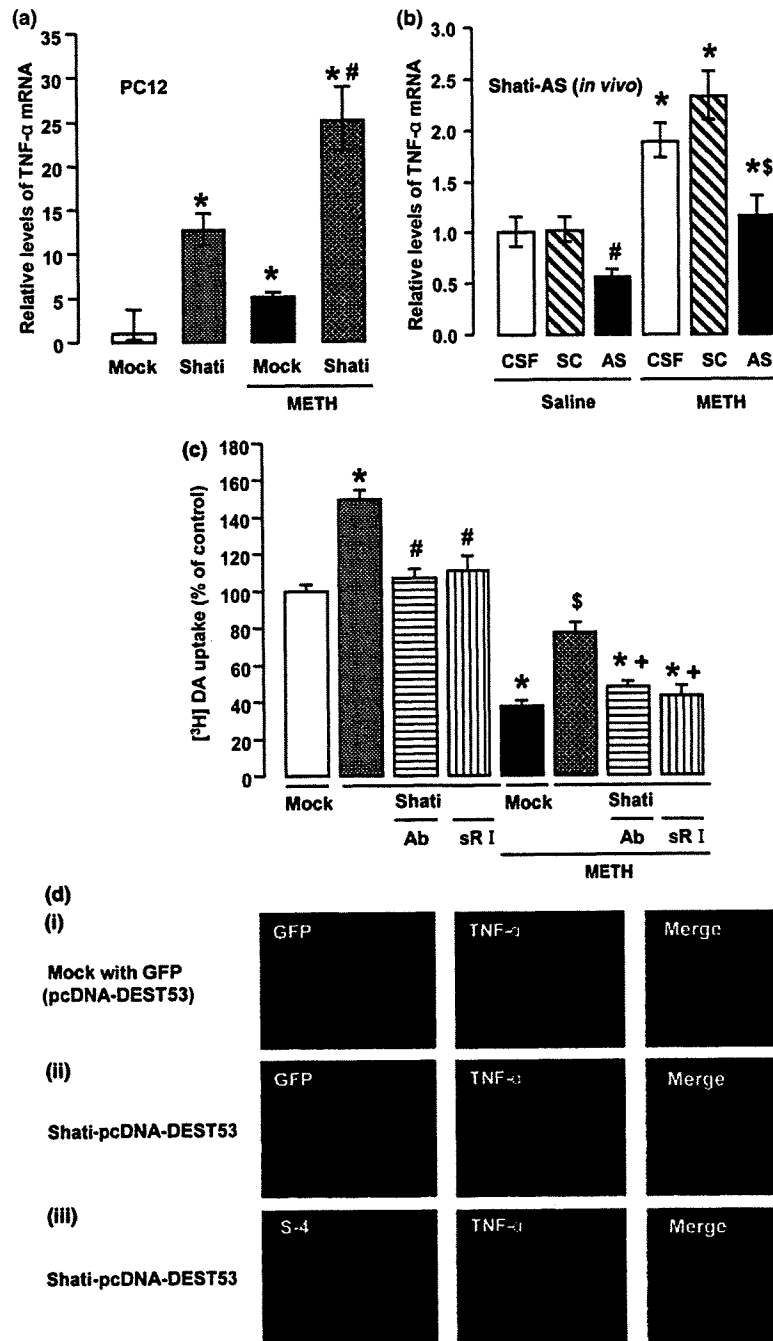 (a)
Relative levels of TNF-α mRNA
35
30
25
20
15
10
5
0
PC12
*
*
* #
Mock Shati Mock Shati
METH
(b)
Relative levels of TNF-α mRNA
3.0
2.5
2.0
1.5
1.0
0.5
0.0
Shati-AS (in vivo)
#
*
*
*$
CSF SC AS CSF SC AS
Saline METH
(c)
[³H] DA uptake (% of control)
180
160
140
120
100
80
60
40
20
0
*
#
#
*
$
* +
* +
Mock Shati Mock Shati
Ab sR I Ab sR I
METH
(d)
(i)
Mock with GFP
(pcDNA-DEST53)
GFP TNF-α Merge
(ii)
Shati-pcDNA-DEST53
GFP TNF-α Merge
(iii)
Shati-pcDNA-DEST53
S-4 TNF-α Merge